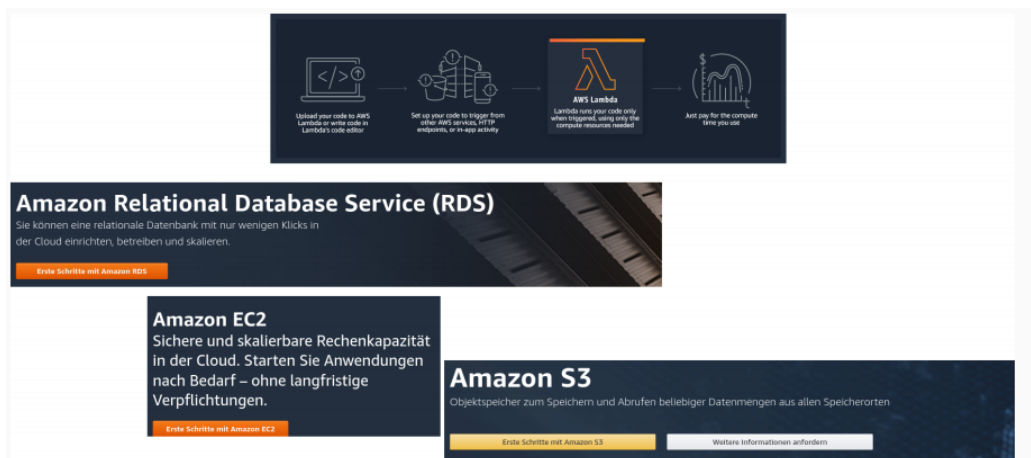 Upload your code to AWS
Lambda or write code in
Lambda's code editor
Set up your code to trigger from
other AWS services, HTTP
endpoints, or in-app activity
AWS Lambda
Lambda runs your code only
when triggered, using only the
compute resources needed
Just pay for the compute
time you use
Amazon Relational Database Service (RDS)
Sie können eine relationale Datenbank mit nur wenigen Klicks in
der Cloud einrichten, betreiben und skalieren.
Erste Schritte mit Amazon RDS
Amazon EC2
Sichere und skalierbare Rechenkapazität
in der Cloud. Starten Sie Anwendungen
nach Bedarf – ohne langfristige
Verpflichtungen.
Erste Schritte mit Amazon EC2
Amazon S3
Objektspeicher zum Speichern und Abrufen beliebiger Datenmengen aus allen Speicherorten
Erste Schritte mit Amazon S3
Weitere Informationen anfordern